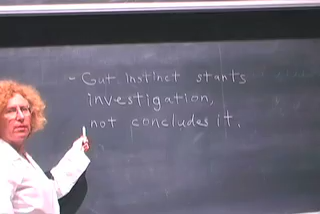 - Gut instinct starts
investigation,
not concludes it.